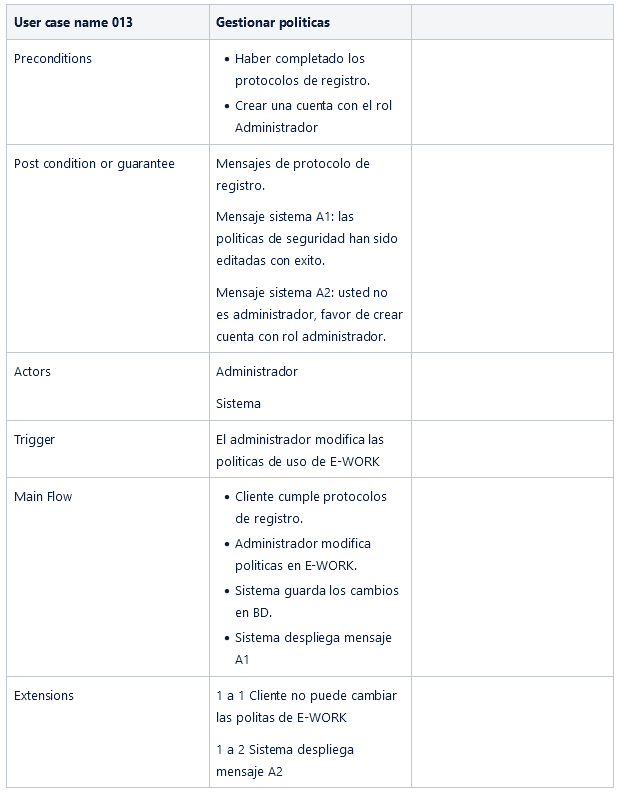 User case name 013
Gestionar politicas
Preconditions
• Haber completado los
protocolos de registro.
• Crear una cuenta con el rol
Administrador
Post condition or guarantee
Mensajes de protocolo de
registro.
Mensaje sistema A1: las
politicas de seguridad han sido
editadas con exito.
Mensaje sistema A2: usted no
es administrador, favor de crear
cuenta con rol administrador.
Actors
Administrador
Sistema
Trigger
El administrador modifica las
politicas de uso de E-WORK
Main Flow
• Cliente cumple protocolos
de registro.
• Administrador modifica
politicas en E-WORK.
• Sistema guarda los cambios
en BD.
• Sistema despliega mensaje
A1
Extensions
1 a 1 Cliente no puede cambiar
las politas de E-WORK
1 a 2 Sistema despliega
mensaje A2